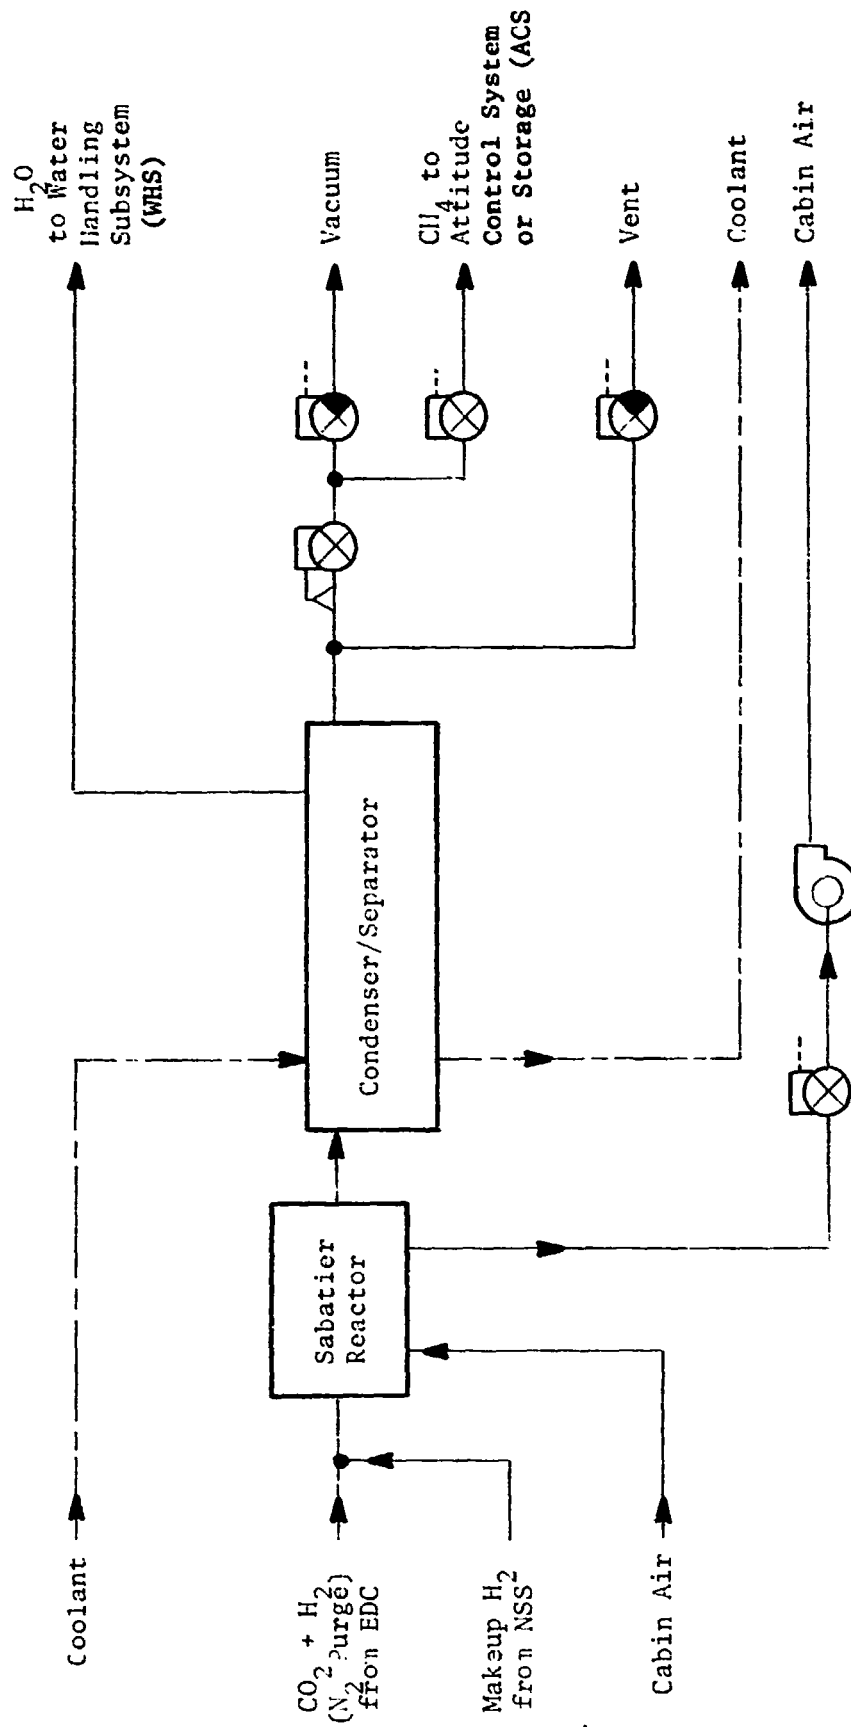 Coolant
CO2 + H2
(N2 Purge)
from EDC
Makeup H2
from NSS
Cabin Air
Sabatier
Reactor
Condenser/Separator
H2O
to Water
Handling
Subsystem
(WHS)
Vacuum
CH4 to
Attitude
Control System
or Storage (ACS
Vent
Coolant
Cabin Air